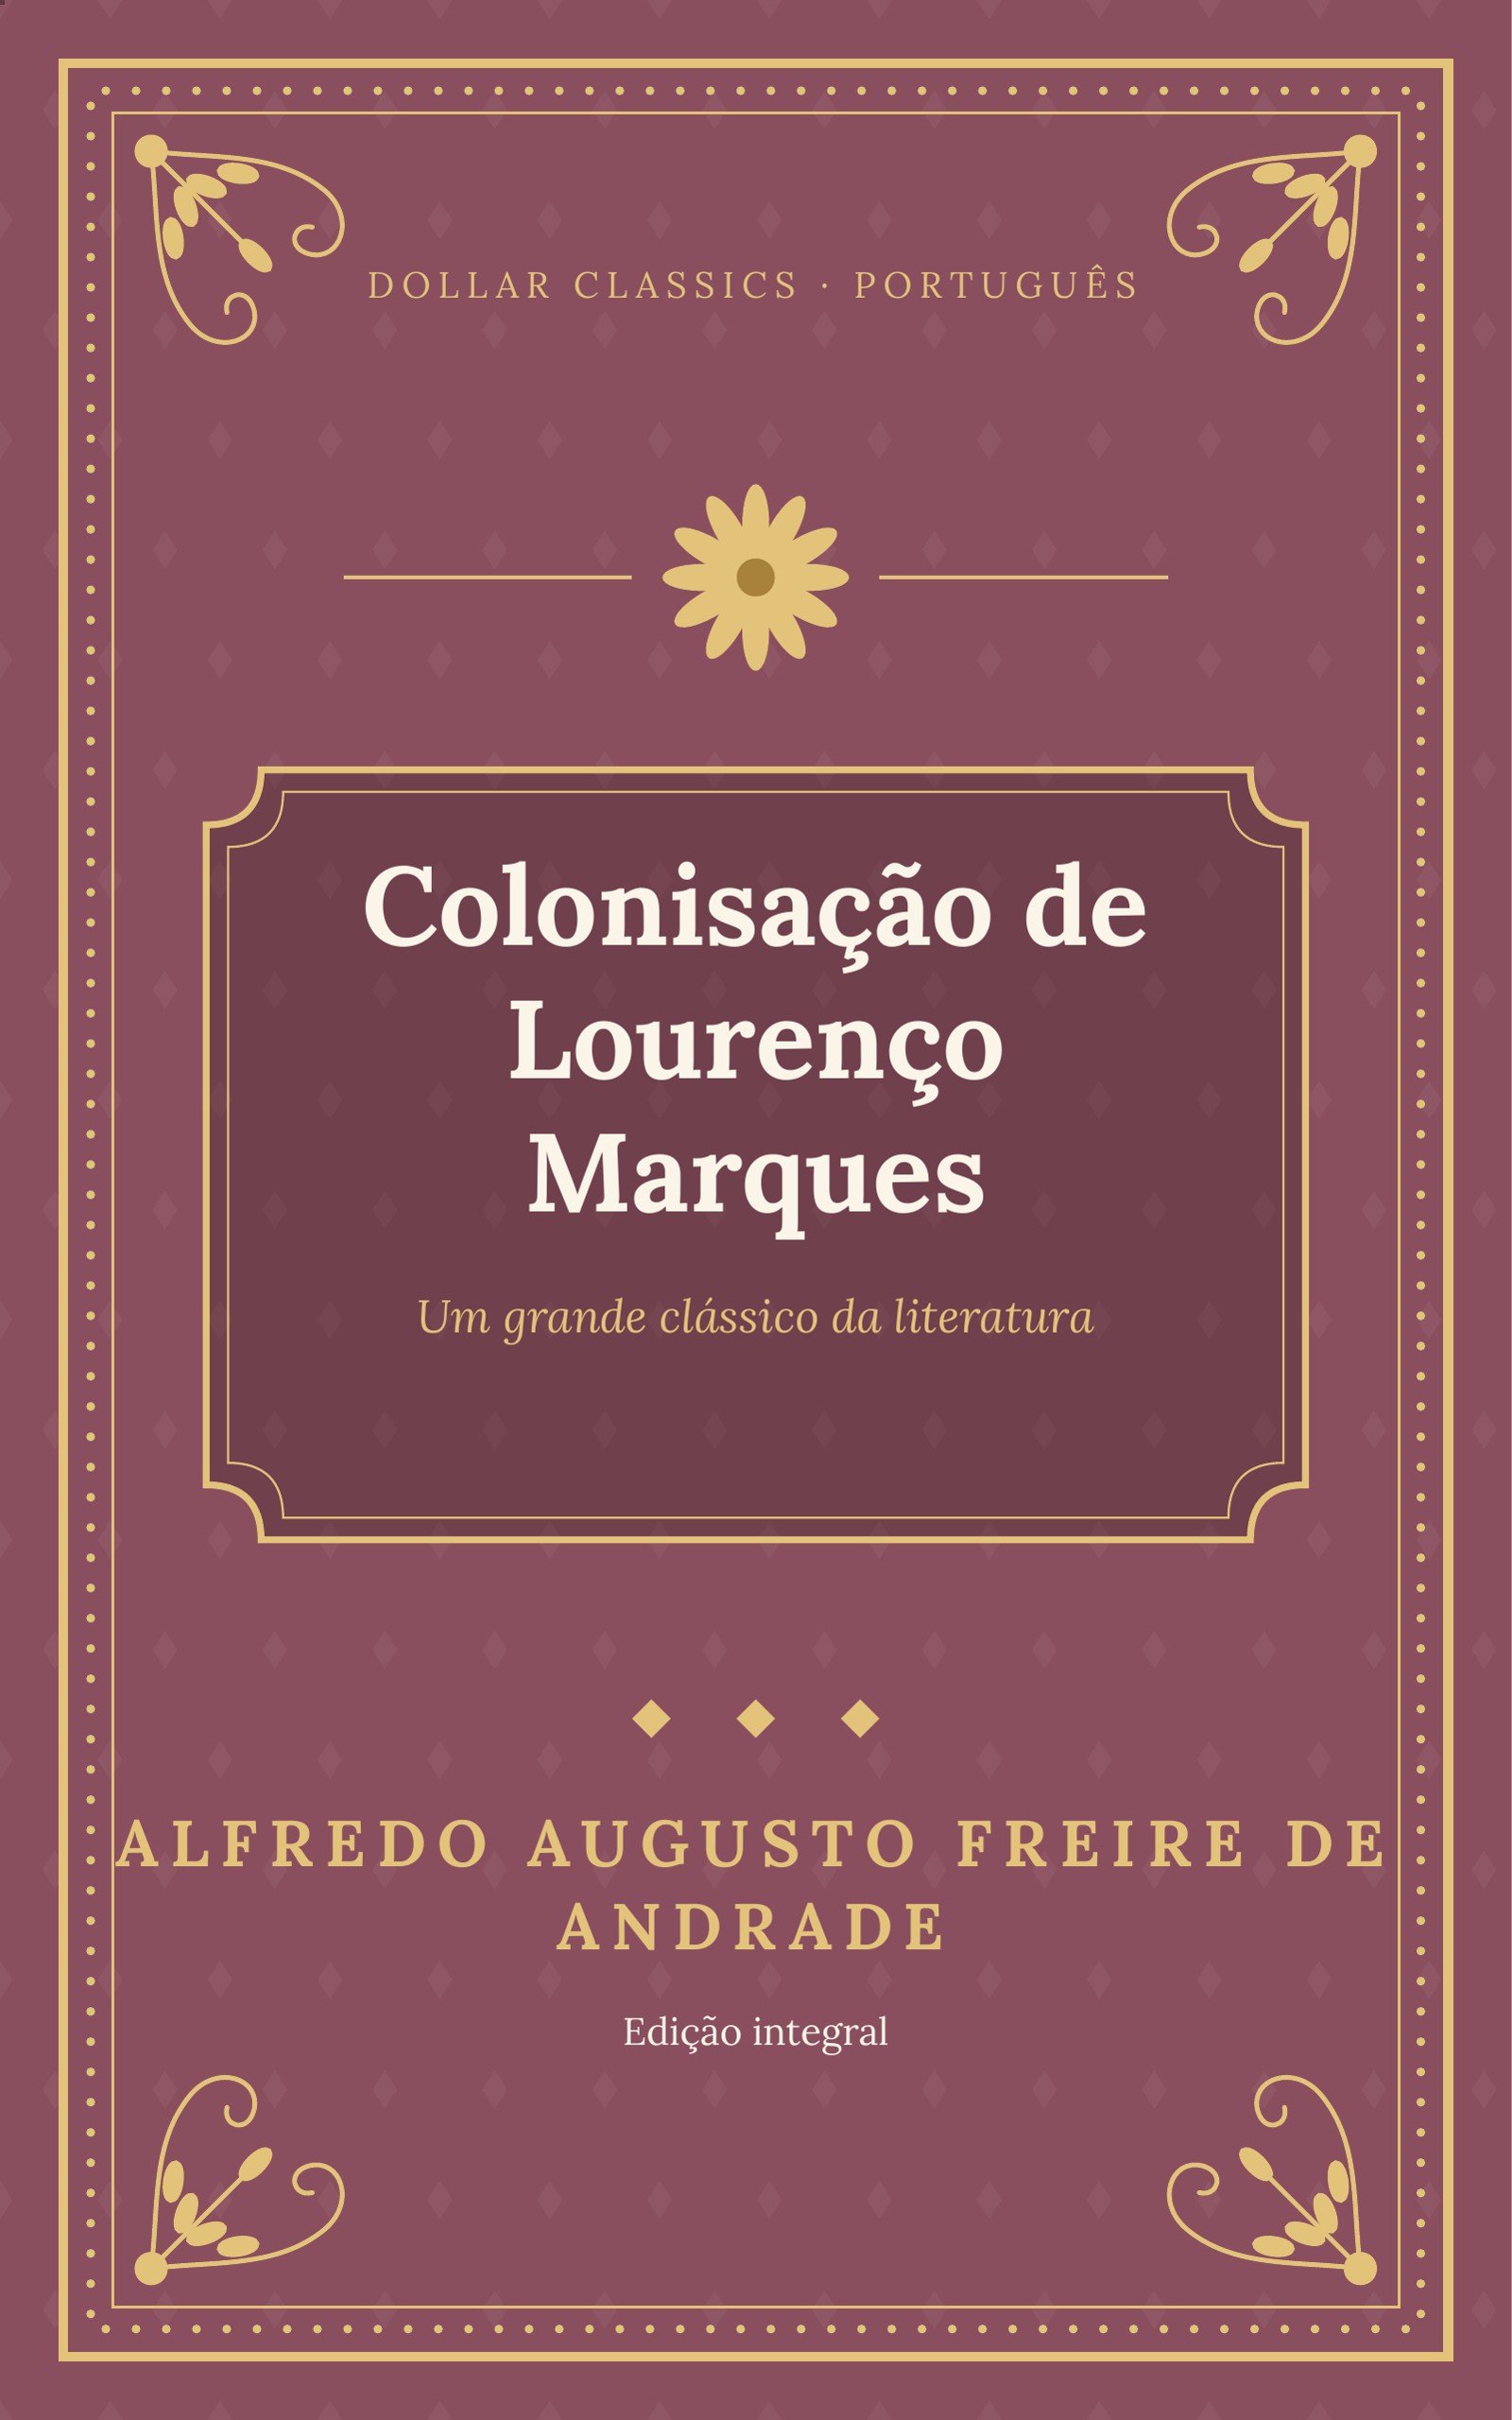 DOLLAR CLASSICS · PORTUGUÊS
Colonisação de
Lourenço
Marques
Um grande clássico da literatura
ALFREDO AUGUSTO FREIRE DE
ANDRADE
Edição integral